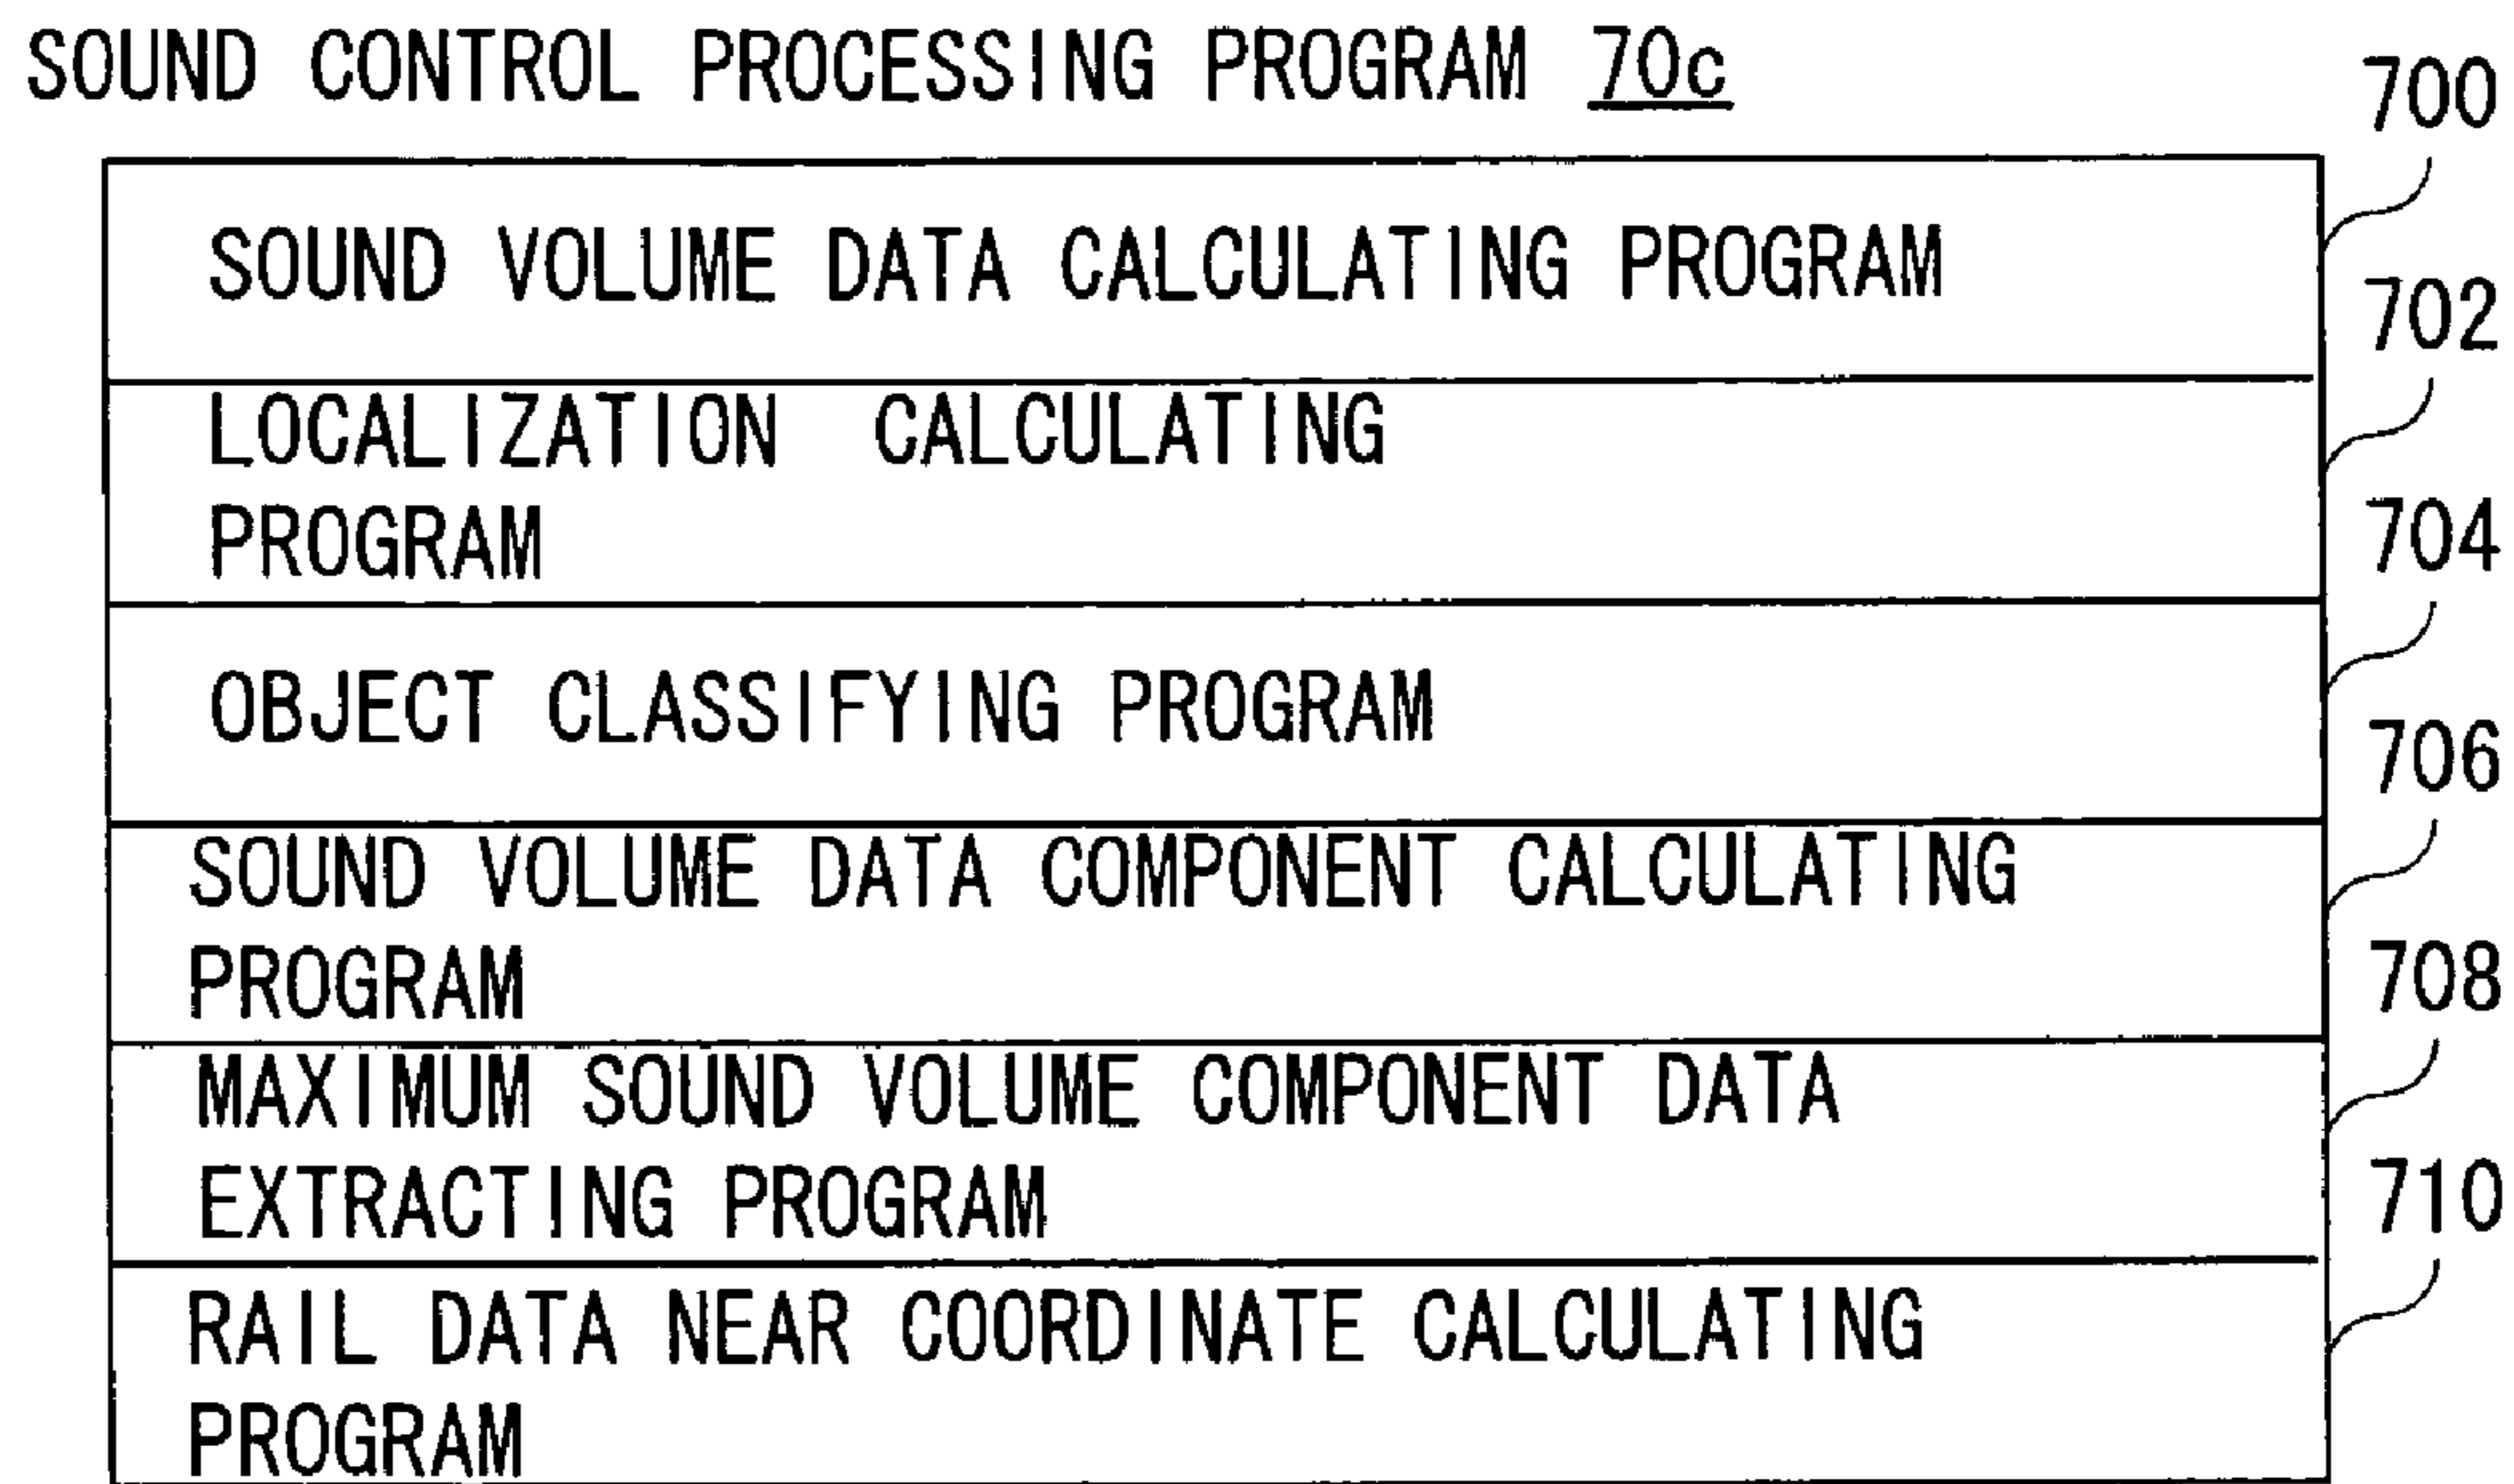 SOUND CONTROL PROCESSING PROGRAM 70c
700
SOUND VOLUME DATA CALCULATING PROGRAM
702
LOCALIZATION CALCULATING
PROGRAM
704
OBJECT CLASSIFYING PROGRAM
706
SOUND VOLUME DATA COMPONENT CALCULATING
PROGRAM
708
MAXIMUM SOUND VOLUME COMPONENT DATA
EXTRACTING PROGRAM
710
RAIL DATA NEAR COORDINATE CALCULATING
PROGRAM